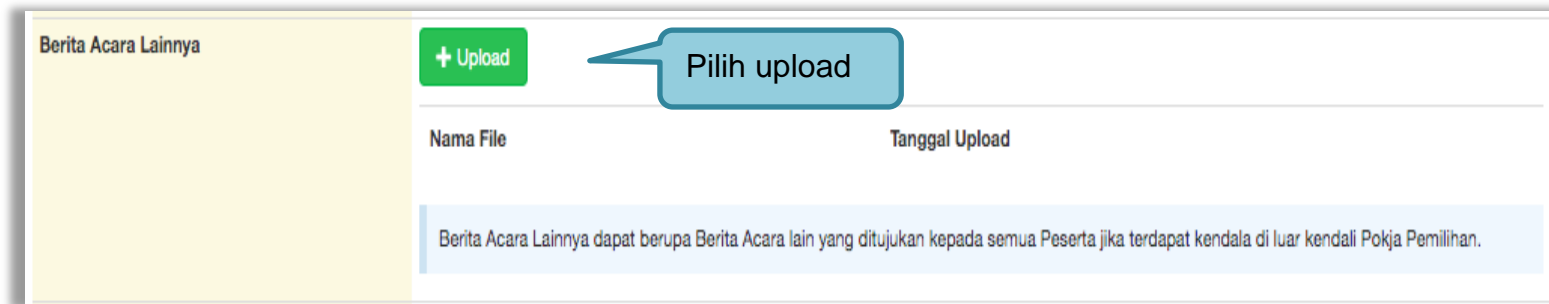 Berita Acara Lainnya
+ Upload
Pilih upload
Nama File
Tanggal Upload
Berita Acara Lainnya dapat berupa Berita Acara lain yang ditujukan kepada semua Peserta jika terdapat kendala di luar kendali Pokja Pemilihan.